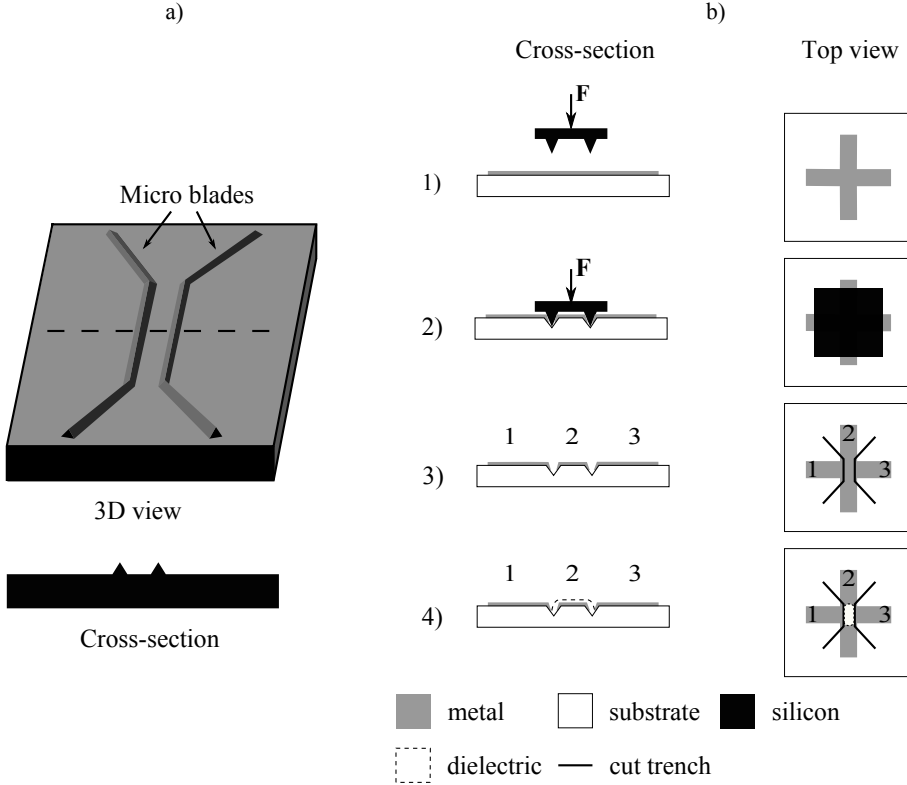 a)
Micro blades
3D view
Cross-section
b)
Cross-section
Top view
F
1)
F
2)
1 2 3
3)
2
1 3
1 2 3
4)
2
1 3
metal
substrate
silicon
dielectric
cut trench